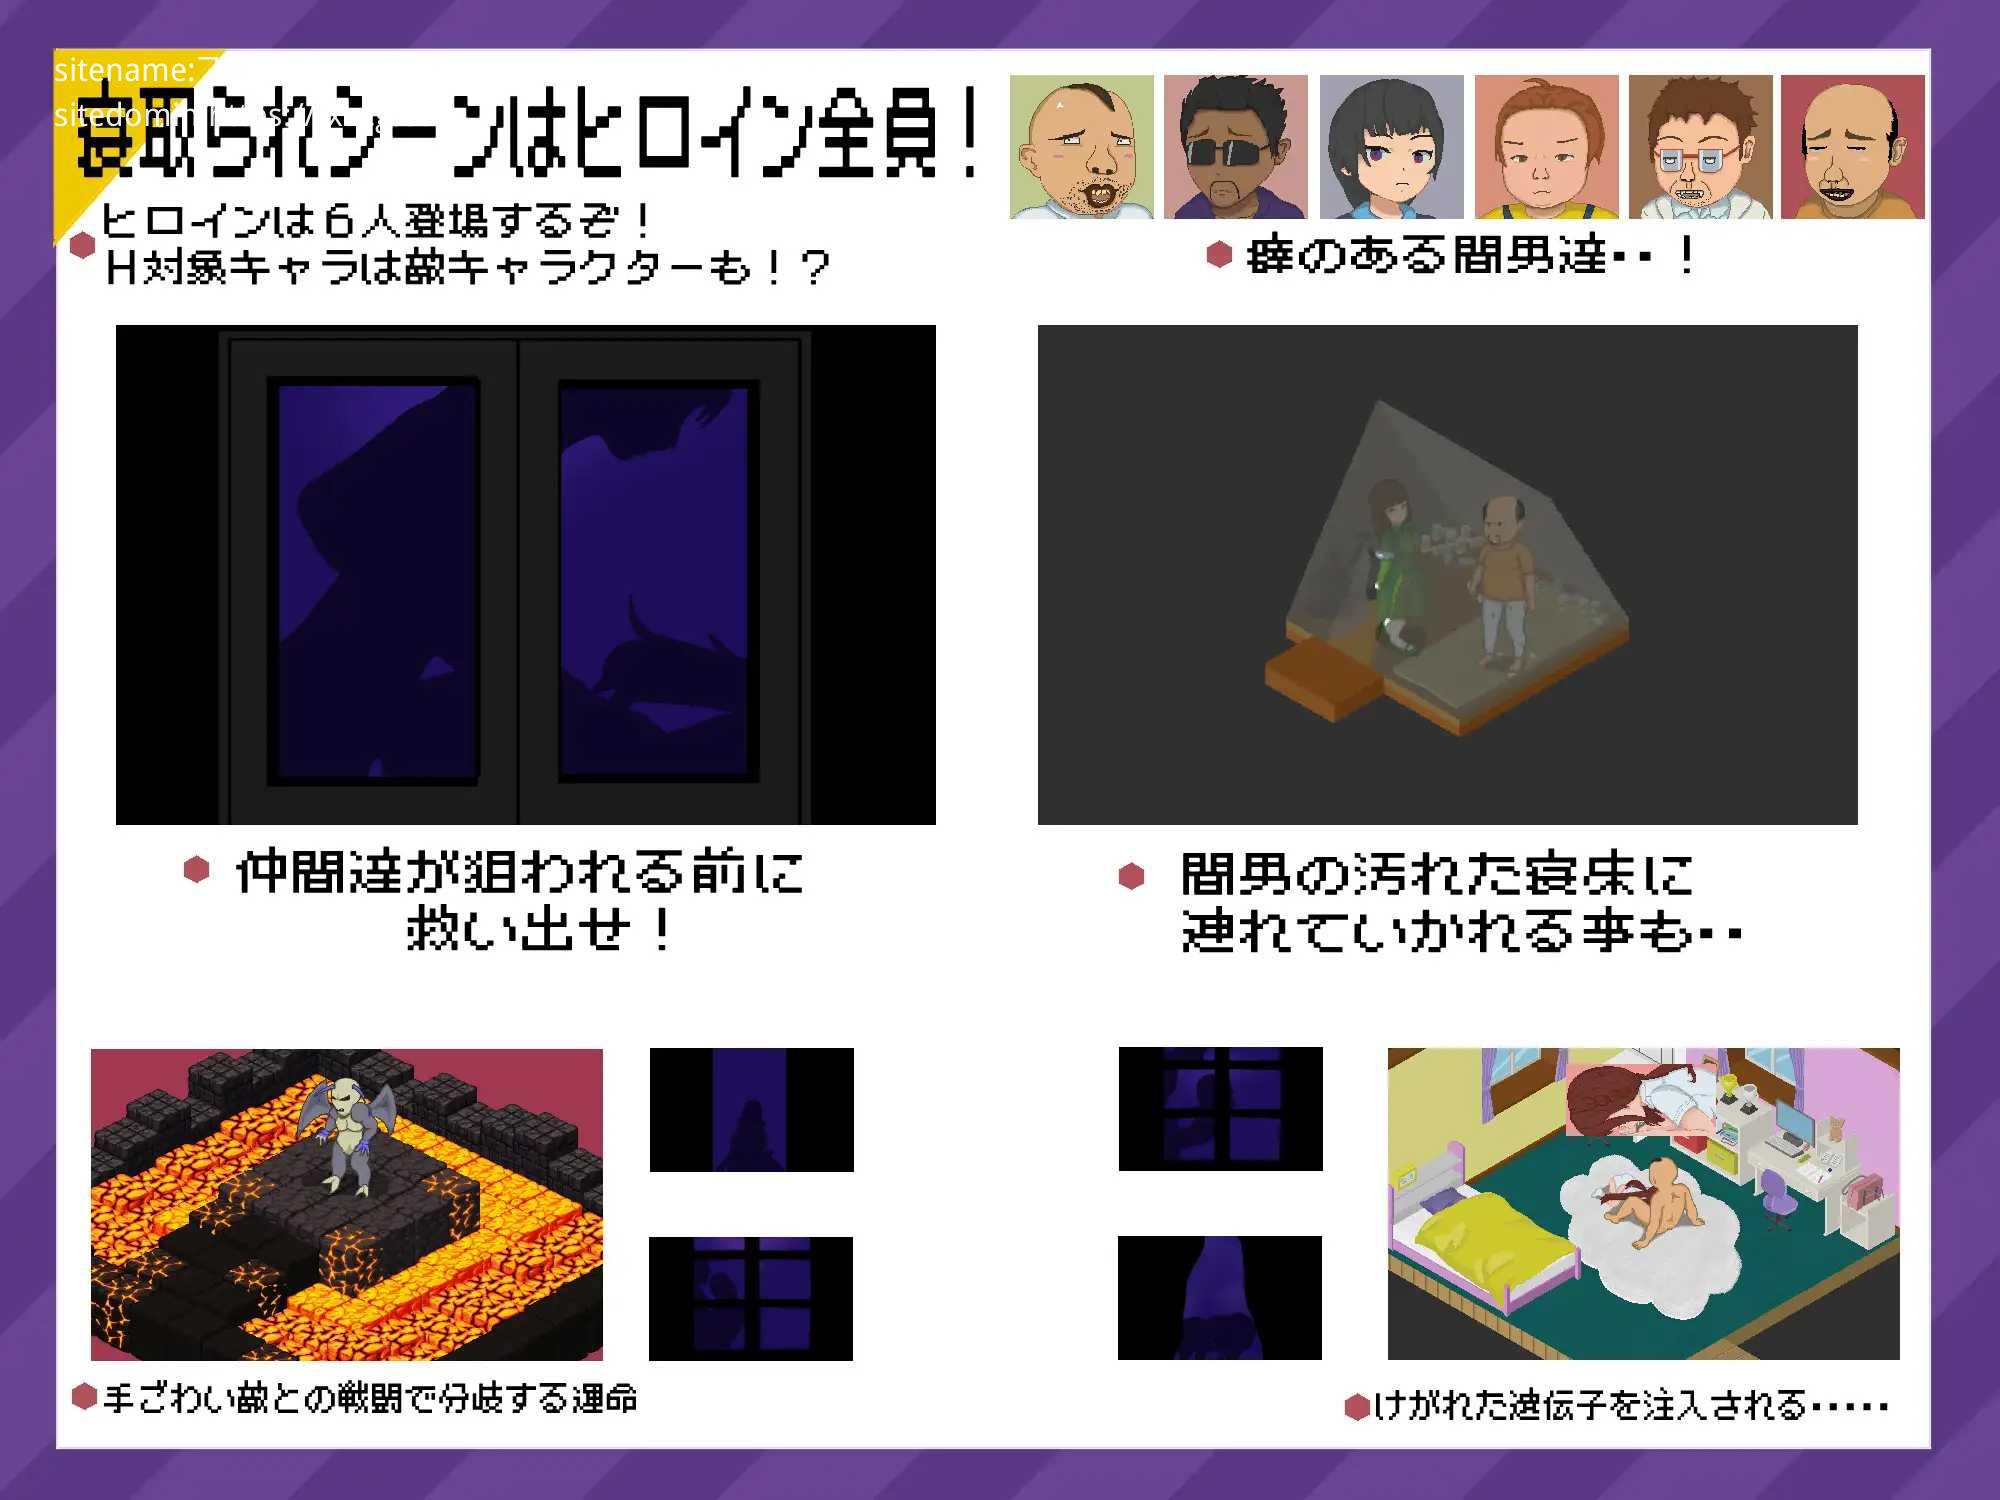 sitename:
sitedomin
寝取られシーンはヒロイン全員！
ヒロインは６人登場するぞ！
Ｈ対象キャラは敵キャラクターも！？
癖のある間男達・・！
仲間達が狙われる前に
救い出せ！
間男の汚れた寝床に
連れていかれる事も・・
手ごわい敵との戦闘で分岐する運命
けがれた遺伝子を注入される・・・・・